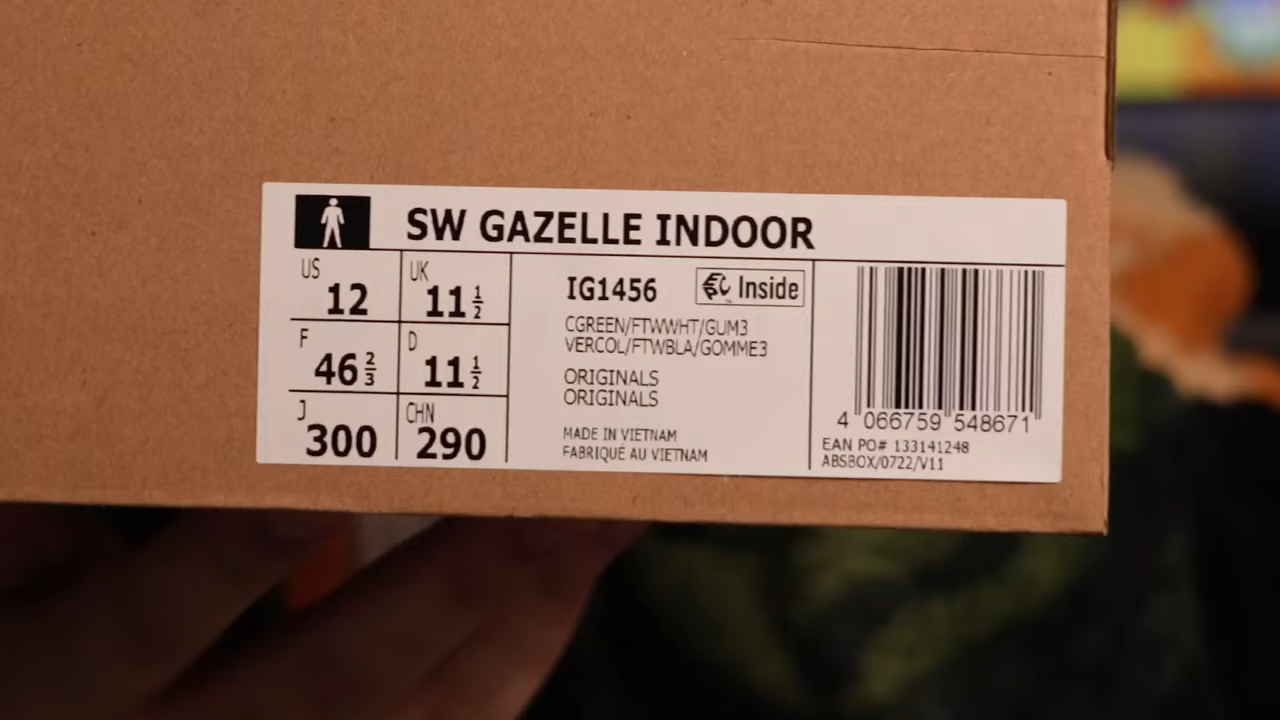 SW GAZELLE INDOOR
US
12
UK
11 1/2
F
46 2/3
D
11 1/2
J
300
CHN
290
IG1456
Inside
CGREEN/FTWWHT/GUM3
VERCOL/FTWBLA/GOMME3
ORIGINALS
ORIGINALS
MADE IN VIETNAM
FABRIQUÉ AU VIETNAM
4 066759 548671
EAN PO# 133141248
ABSBOX/0722/V11